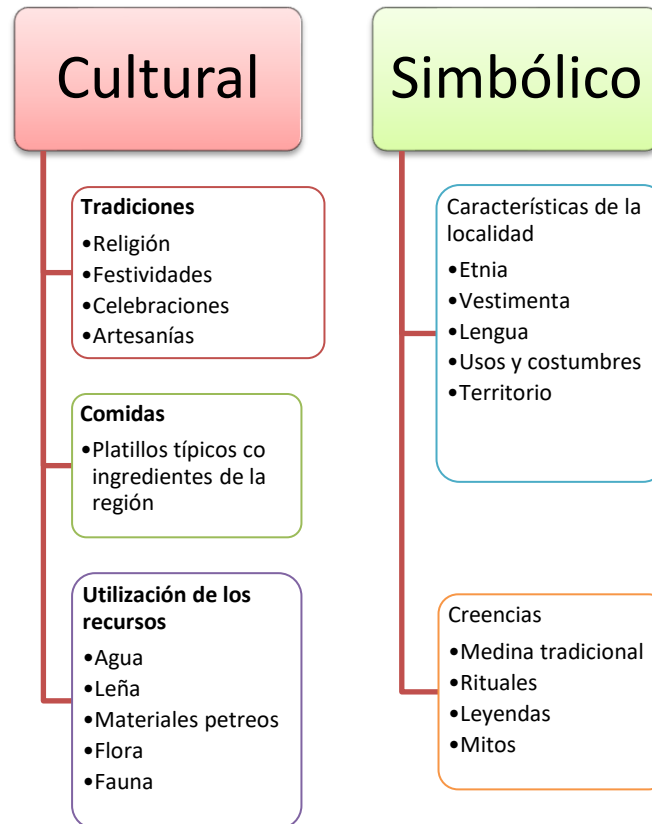 Cultural
Tradiciones
•Religión
•Festividades
•Celebraciones
•Artesanías
Comidas
•Platillos típicos co
ingredientes de la
región
Utilización de los
recursos
•Agua
•Leña
•Materiales petreos
•Flora
•Fauna
Simbólico
Características de la
localidad
•Etnia
•Vestimenta
•Lengua
•Usos y costumbres
•Territorio
Creencias
•Medina tradicional
•Rituales
•Leyendas
•Mitos